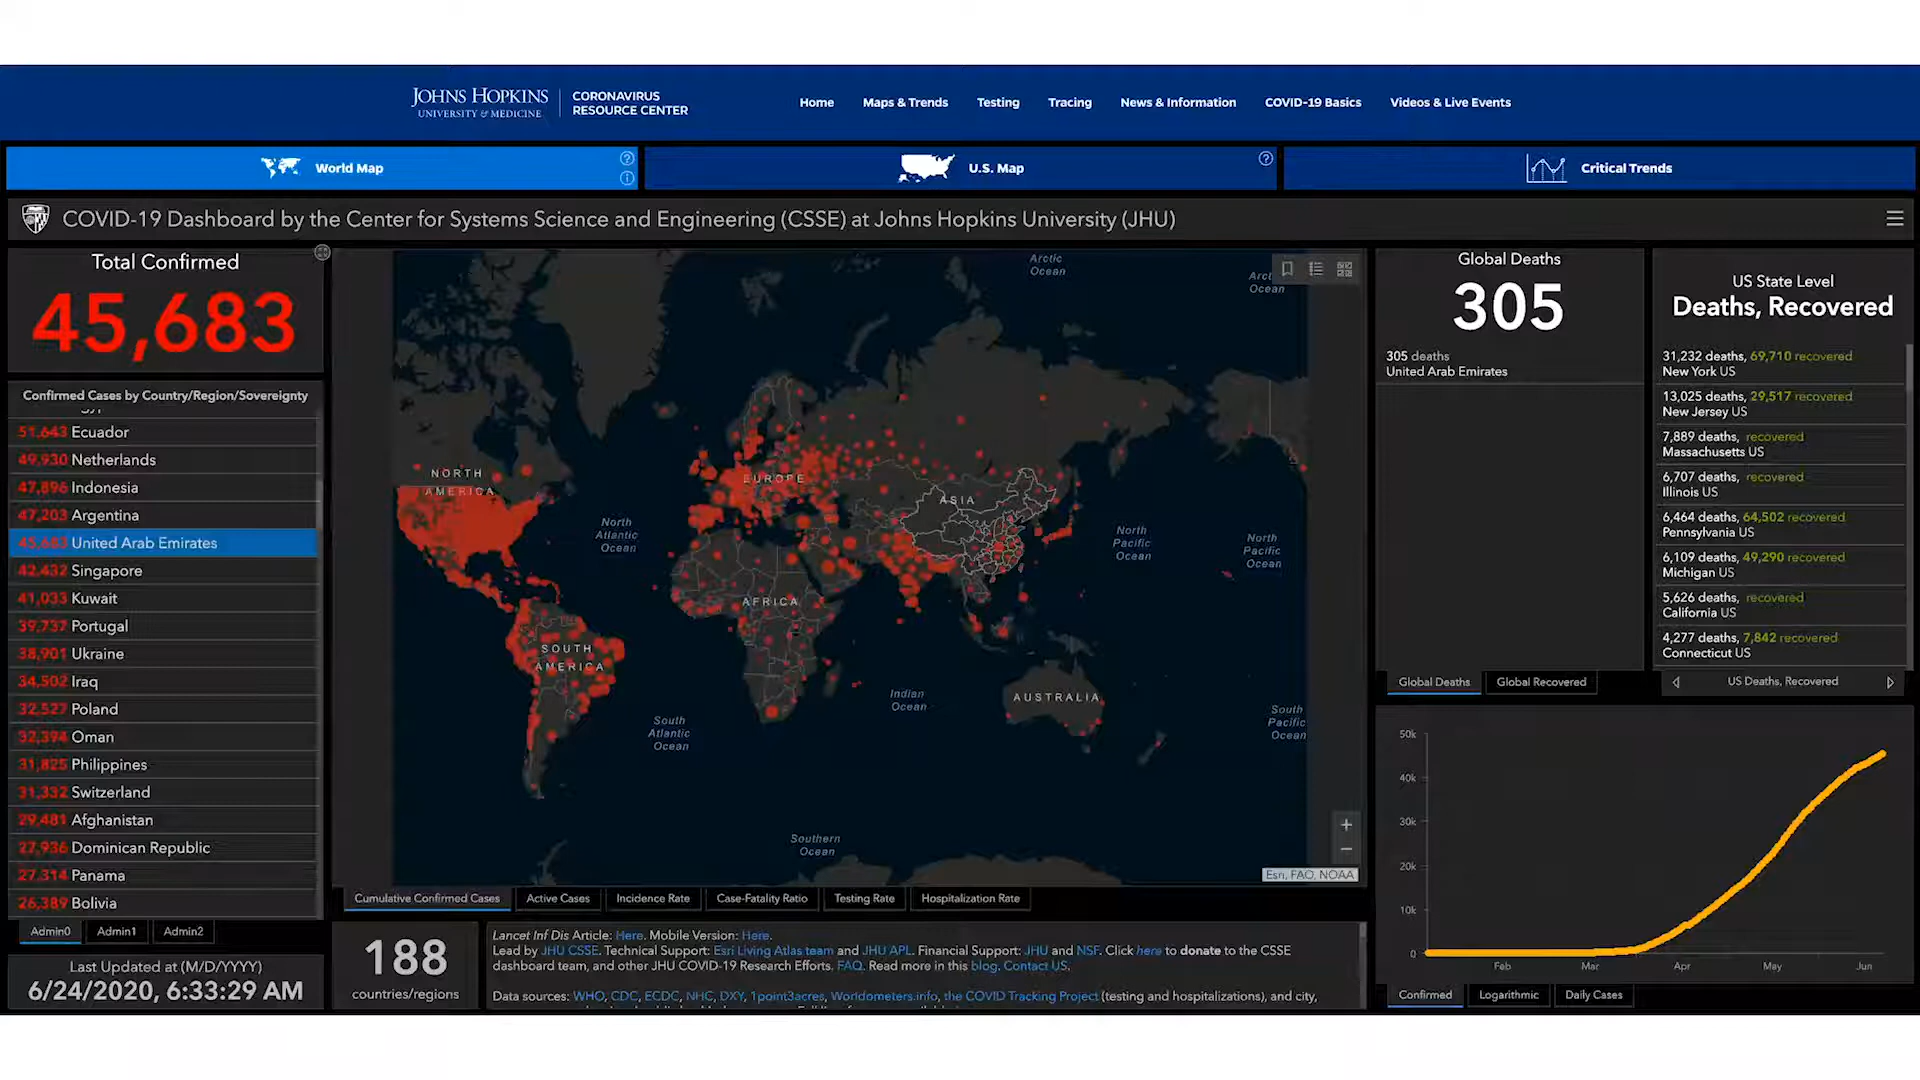 JOHNS HOPKINS
UNIVERSITY & MEDICINE
CORONAVIRUS
RESOURCE CENTER
Home
Maps & Trends
Testing
Tracing
News & Information
COVID-19 Basics
Videos & Live Events
World Map
U.S. Map
Critical Trends
COVID-19 Dashboard by the Center for Systems Science and Engineering (CSSE) at Johns Hopkins University (JHU)
Total Confirmed
45,683
Confirmed Cases by Country/Region/Sovereignty
51,643 Ecuador
49,930 Netherlands
47,896 Indonesia
47,203 Argentina
45,683 United Arab Emirates
42,432 Singapore
41,033 Kuwait
39,737 Portugal
38,901 Ukraine
34,502 Iraq
32,527 Poland
32,394 Oman
31,825 Philippines
31,332 Switzerland
29,481 Afghanistan
27,936 Dominican Republic
27,314 Panama
26,389 Bolivia
Admin0
Admin1
Admin2
Last Updated at (M/D/YYYY)
6/24/2020, 6:33:29 AM
Arctic
Ocean
Arct
Ocean
NORTH
AMERICA
EUROPE
ASIA
North
Atlantic
Ocean
North
Pacific
Ocean
North
Pacific
Ocean
AFRICA
SOUTH
AMERICA
Indian
Ocean
AUSTRALIA
South
Atlantic
Ocean
South
Pacific
Ocean
Southern
Ocean
+
−
Esri, FAO, NOAA
Cumulative Confirmed Cases
Active Cases
Incidence Rate
Case-Fatality Ratio
Testing Rate
Hospitalization Rate
188
countries/regions
Lancet Inf Dis Article: Here. Mobile Version: Here.
Lead by JHU CSSE. Technical Support: Esri Living Atlas team and JHU APL. Financial Support: JHU and NSF. Click here to donate to the CSSE
dashboard team, and other JHU COVID-19 Research Efforts. FAQ. Read more in this blog. Contact US.
Data sources: WHO, CDC, ECDC, NHC, DXY, 1point3acres, Worldometers.info, the COVID Tracking Project (testing and hospitalizations), and city,
Global Deaths
305
305 deaths
United Arab Emirates
Global Deaths
Global Recovered
US State Level
Deaths, Recovered
31,232 deaths, 69,710 recovered
New York US
13,025 deaths, 29,517 recovered
New Jersey US
7,889 deaths, recovered
Massachusetts US
6,707 deaths, recovered
Illinois US
6,464 deaths, 64,502 recovered
Pennsylvania US
6,109 deaths, 49,290 recovered
Michigan US
5,626 deaths, recovered
California US
4,277 deaths, 7,842 recovered
Connecticut US
US Deaths, Recovered
50k
40k
30k
20k
10k
0
Feb
Mar
Apr
May
Jun
Confirmed
Logarithmic
Daily Cases